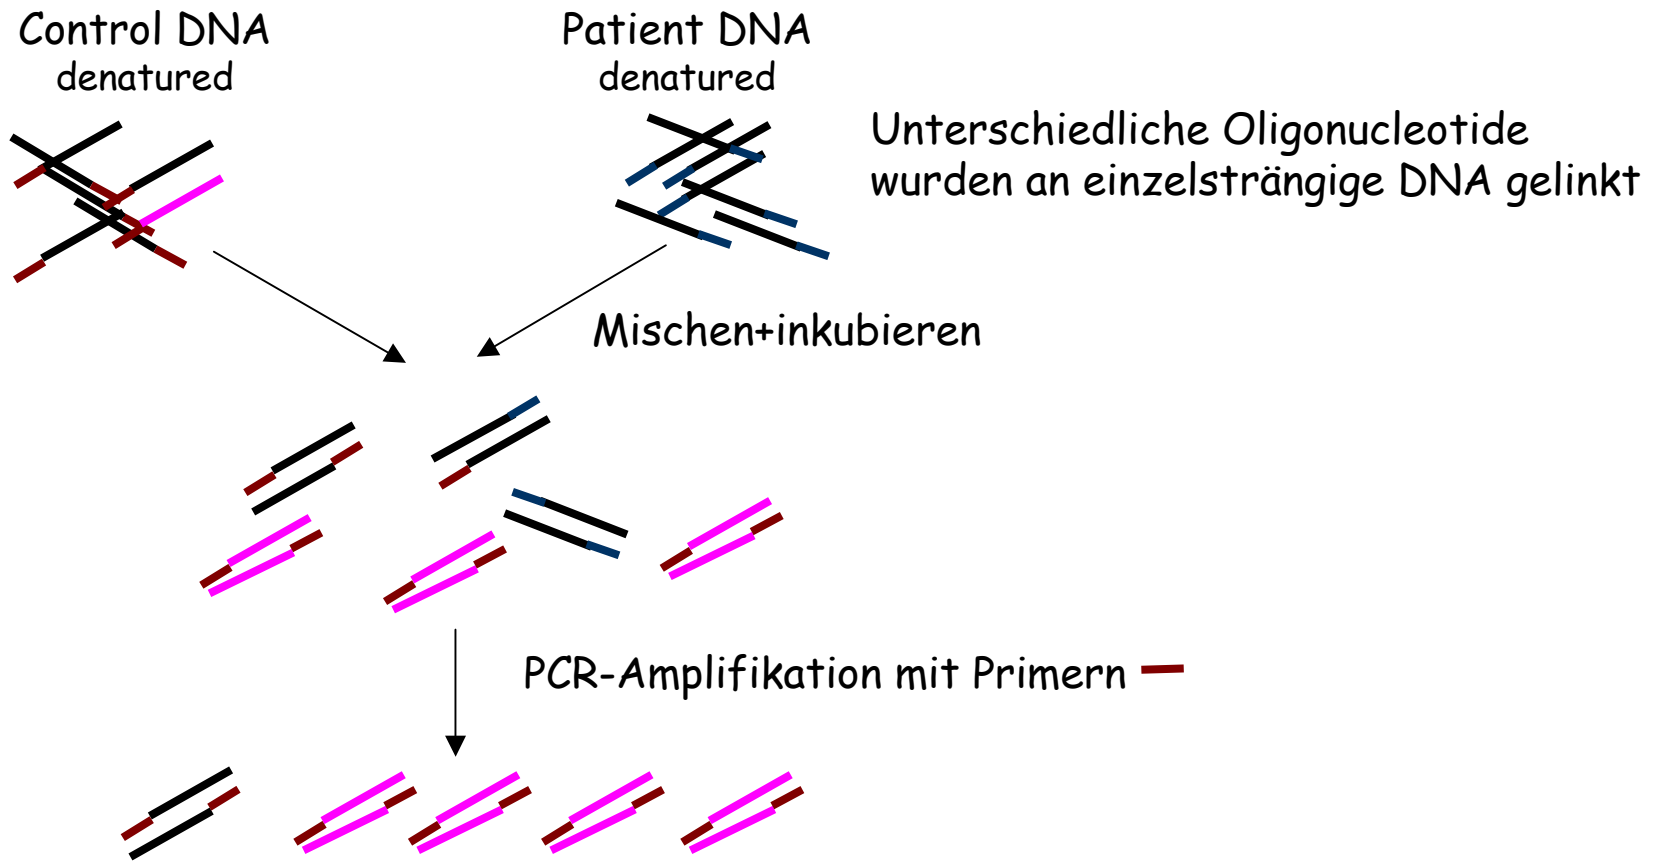 Control DNA
denatured
Patient DNA
denatured
Unterschiedliche Oligonucleotide
wurden an einzelsträngige DNA gelinkt
Mischen+inkubieren
PCR-Amplifikation mit Primern